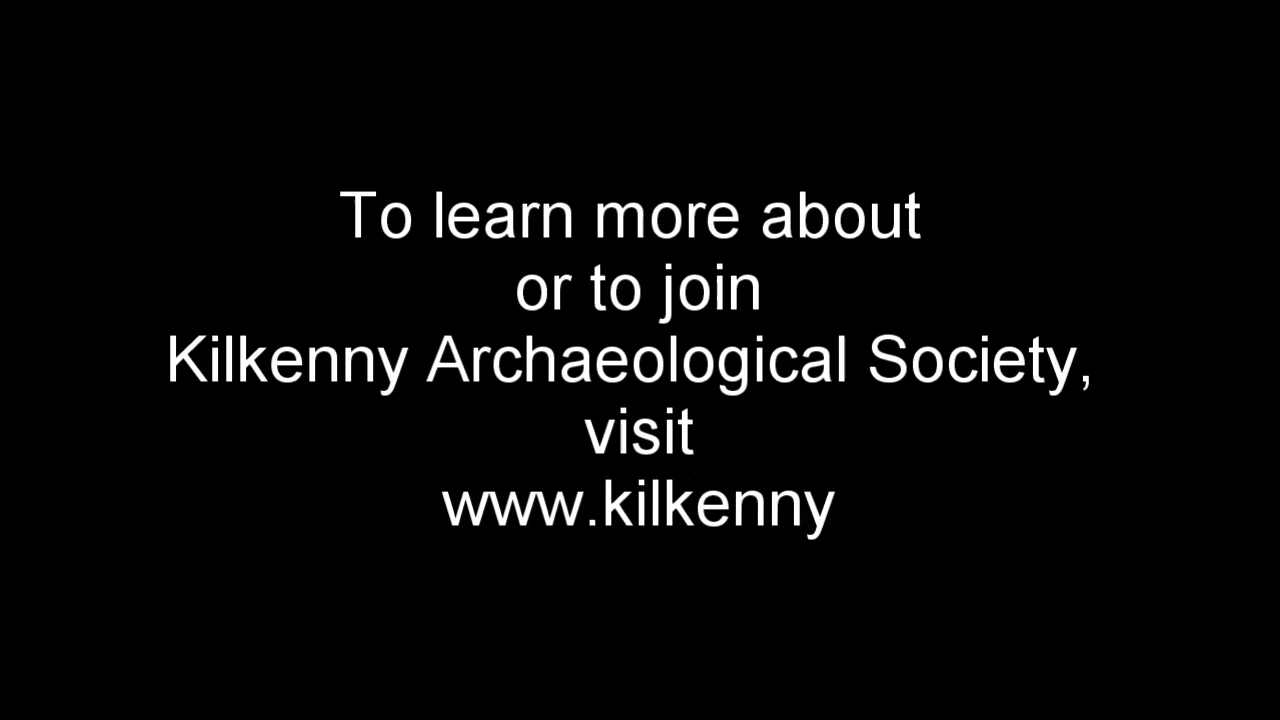 To learn more about
or to join
Kilkenny Archaeological Society,
visit
www.kilkenny